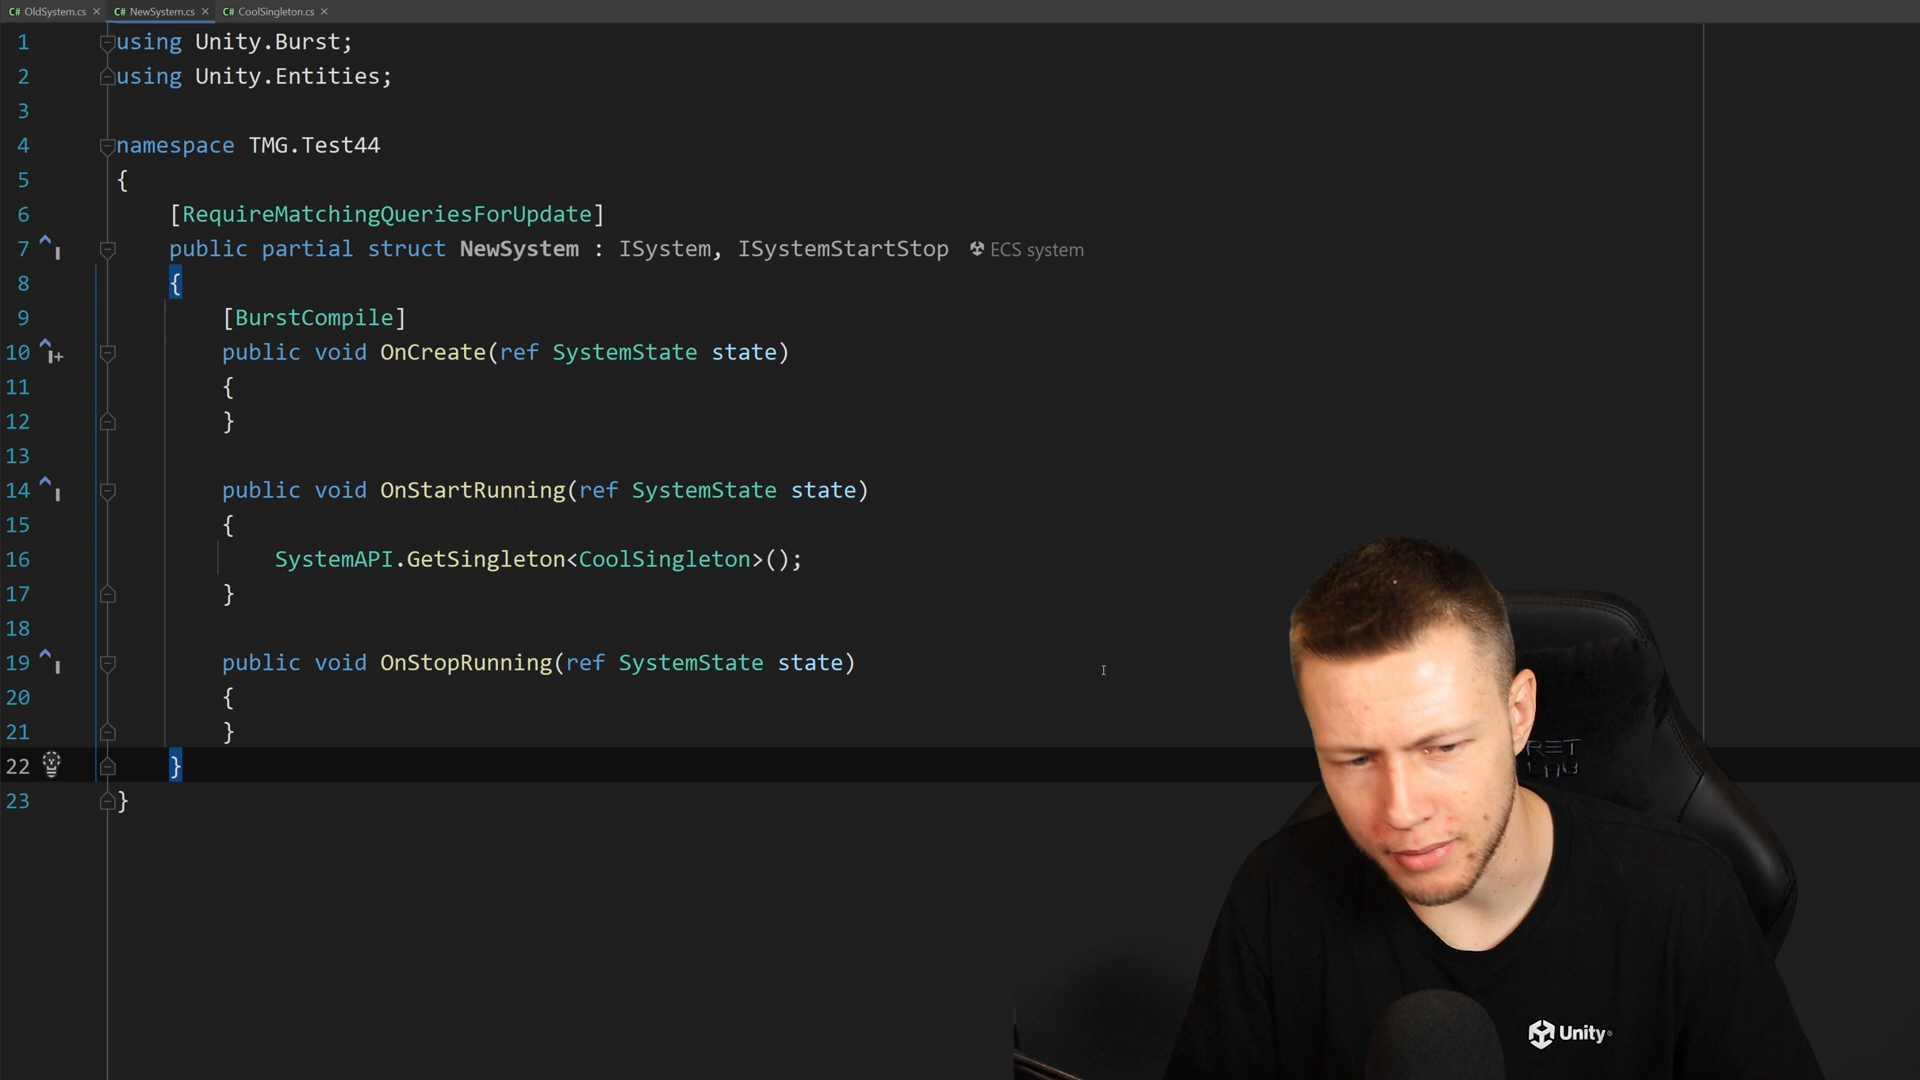 C# OldSystem.cs × C# NewSystem.cs × C# CoolSingleton.cs ×
1 using Unity.Burst;
2 using Unity.Entities;
3
4 namespace TMG.Test44
5 {
6 [RequireMatchingQueriesForUpdate]
7 public partial struct NewSystem : ISystem, ISystemStartStop ECS system
8 {
9 [BurstCompile]
10 public void OnCreate(ref SystemState state)
11 {
12 }
13
14 public void OnStartRunning(ref SystemState state)
15 {
16 SystemAPI.GetSingleton<CoolSingleton>();
17 }
18
19 public void OnStopRunning(ref SystemState state)
20 {
21 }
22 }
23 }
RET
LAB
Unity